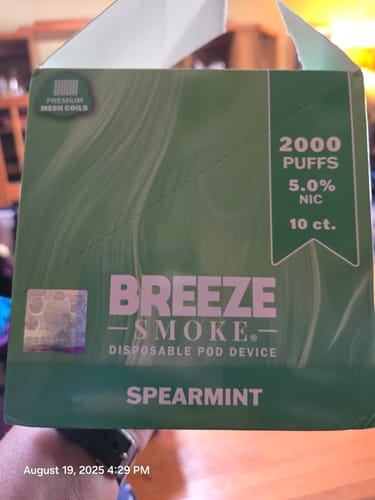 PREMIUM
MESH COILS
2000
PUFFS
5.0%
NIC
10 ct.
BREEZE
SMOKE®
DISPOSABLE POD DEVICE
SPEARMINT
August 19, 2025 4:29 PM